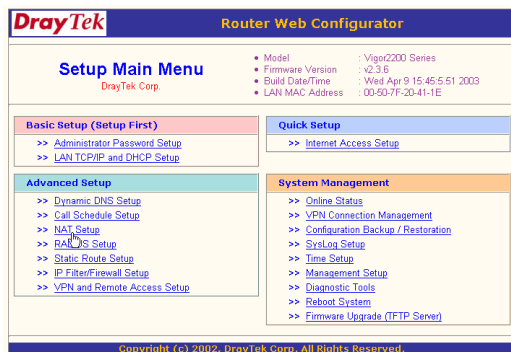 DrayTek
Router Web Configurator
Setup Main Menu
DrayTek Corp.
Model : Vigor2200 Series
Firmware Version : v2.3.6
Build Date/Time : Wed Apr 9 15:45:5.51 2003
LAN MAC Address : 00-50-7F-20-41-1E
Basic Setup (Setup First)
>> Administrator Password Setup
>> LAN TCP/IP and DHCP Setup
Quick Setup
>> Internet Access Setup
Advanced Setup
>> Dynamic DNS Setup
>> Call Schedule Setup
>> NAT Setup
>> Setup
>> Static Route Setup
>> IP Filter/Firewall Setup
>> VPN and Remote Access Setup
System Management
>> Online Status
>> VPN Connection Management
>> Configuration Backup / Restoration
>> SysLog Setup
>> Time Setup
>> Management Setup
>> Diagnostic Tools
>> Reboot System
>> Firmware Upgrade (TFTP Server)
Copyright (c) 2002, DrayTek Corp. All Rights Reserved.